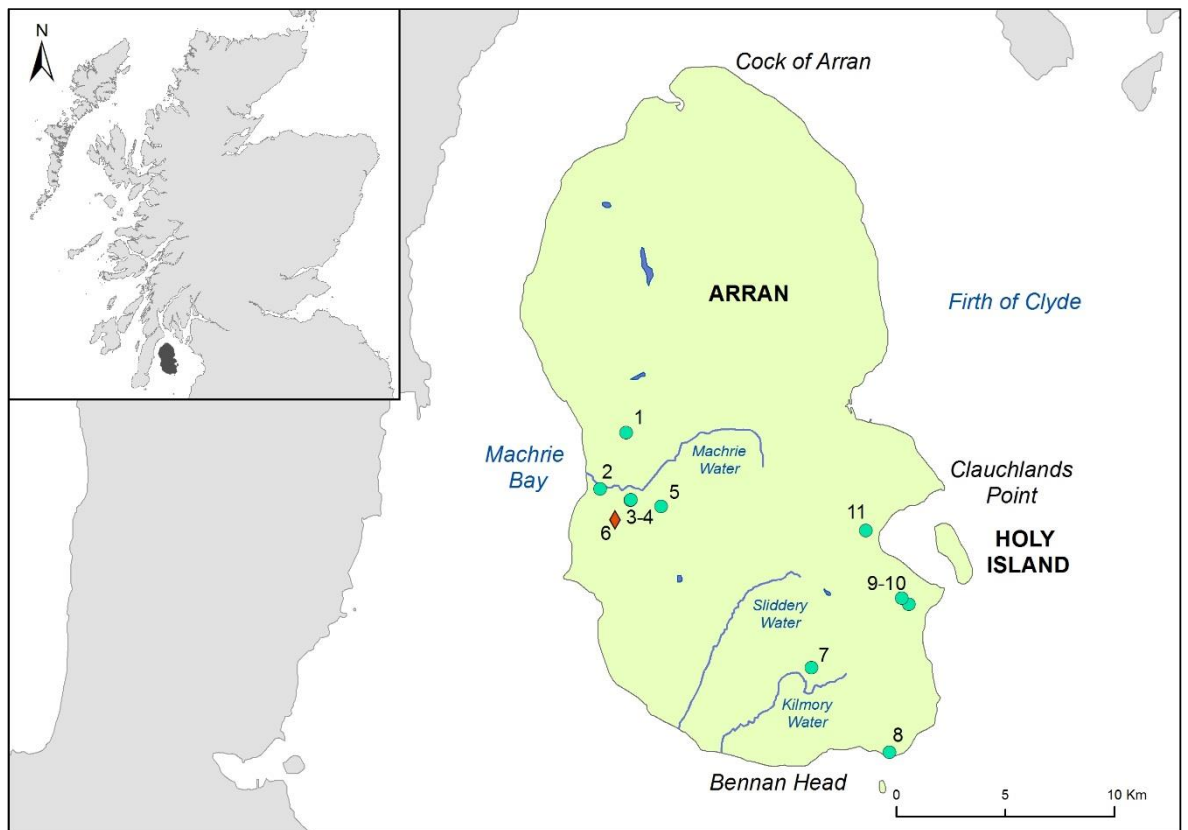 N
Cock of Arran
ARRAN
Firth of Clyde
1
Machrie
Bay
2
Machrie
Water
5
3-4
6
Clauchlands
Point
11
HOLY
ISLAND
9-10
Sliddery
Water
7
Kilmory
Water
8
Bennan Head
0 5 10 Km